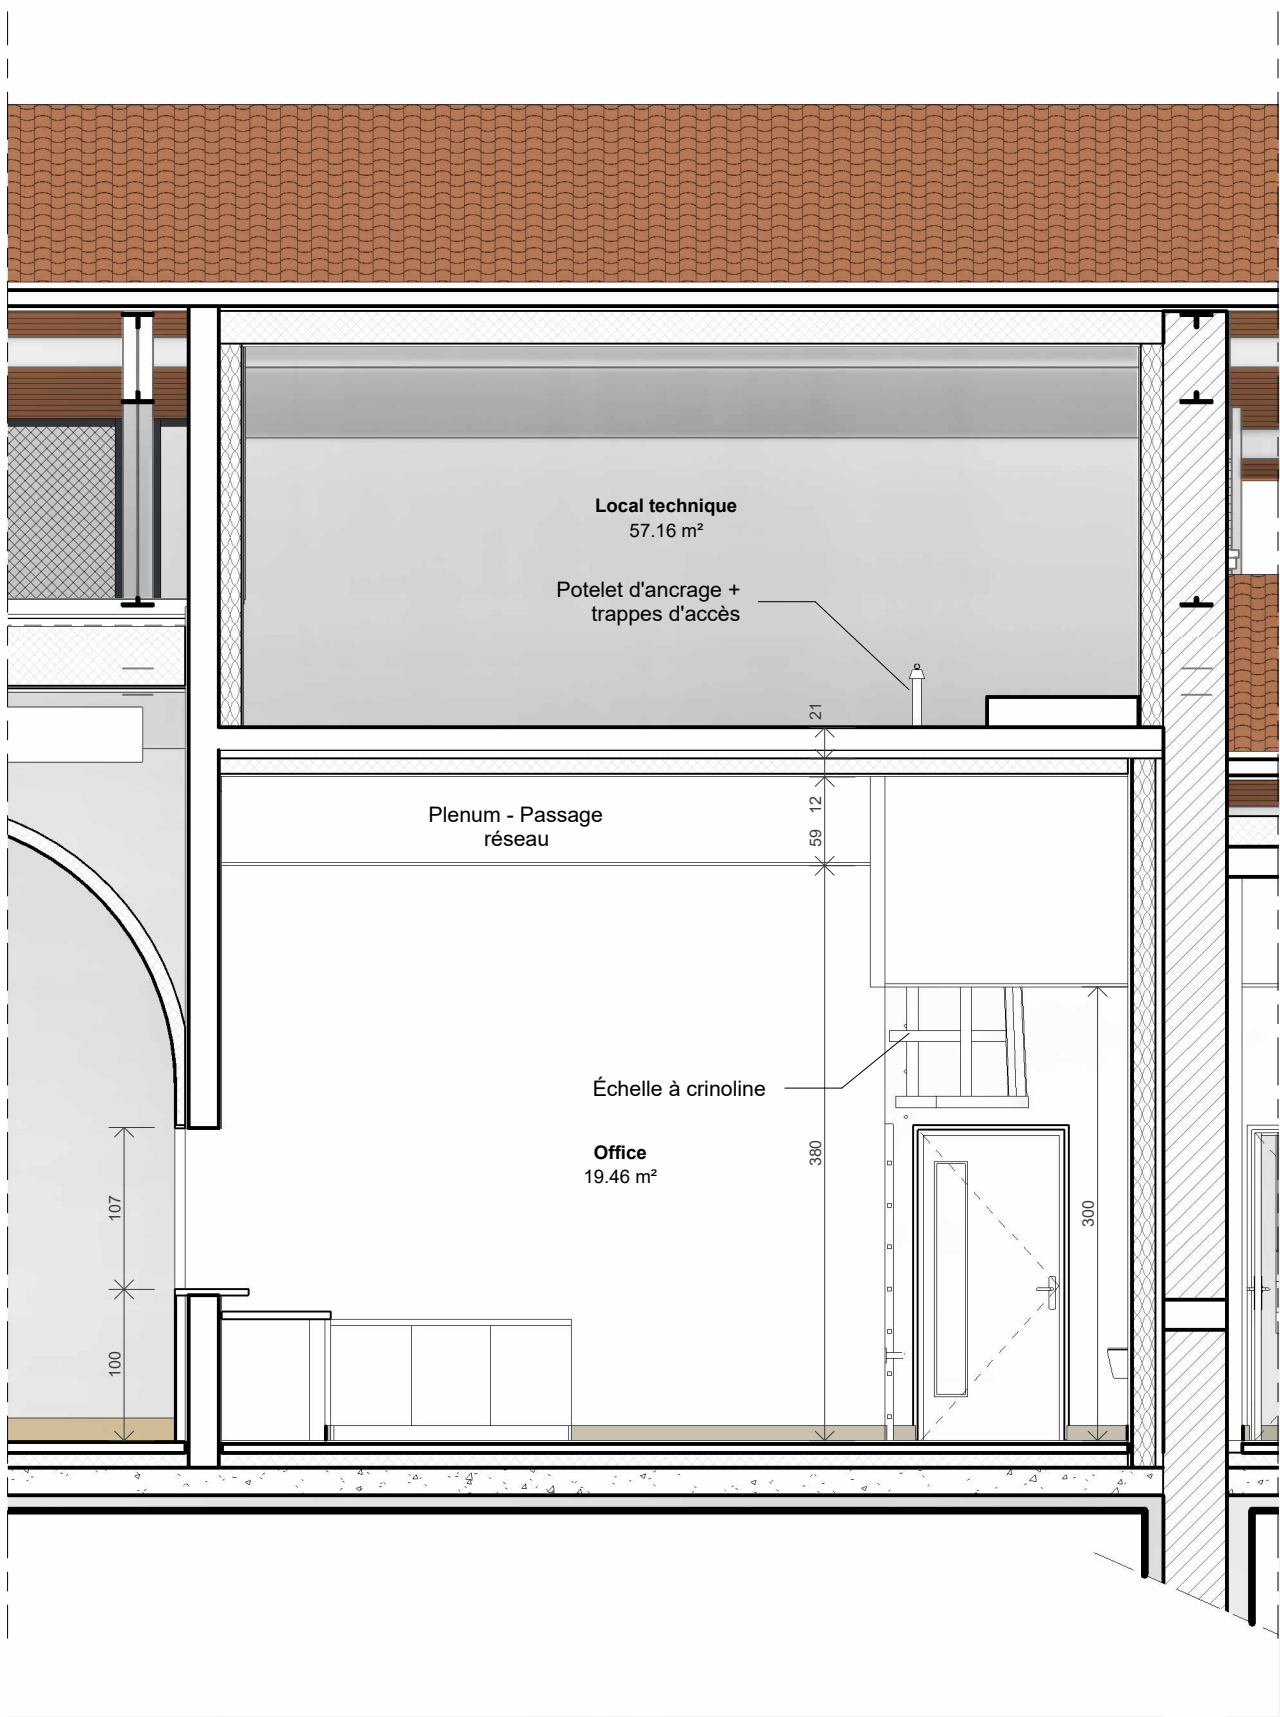 Local technique
57.16 m²
Potelet d'ancrage +
trappes d'accès
21
Plenum - Passage
réseau
12
59
Échelle à crinoline
Office
19.46 m²
380
300
107
100